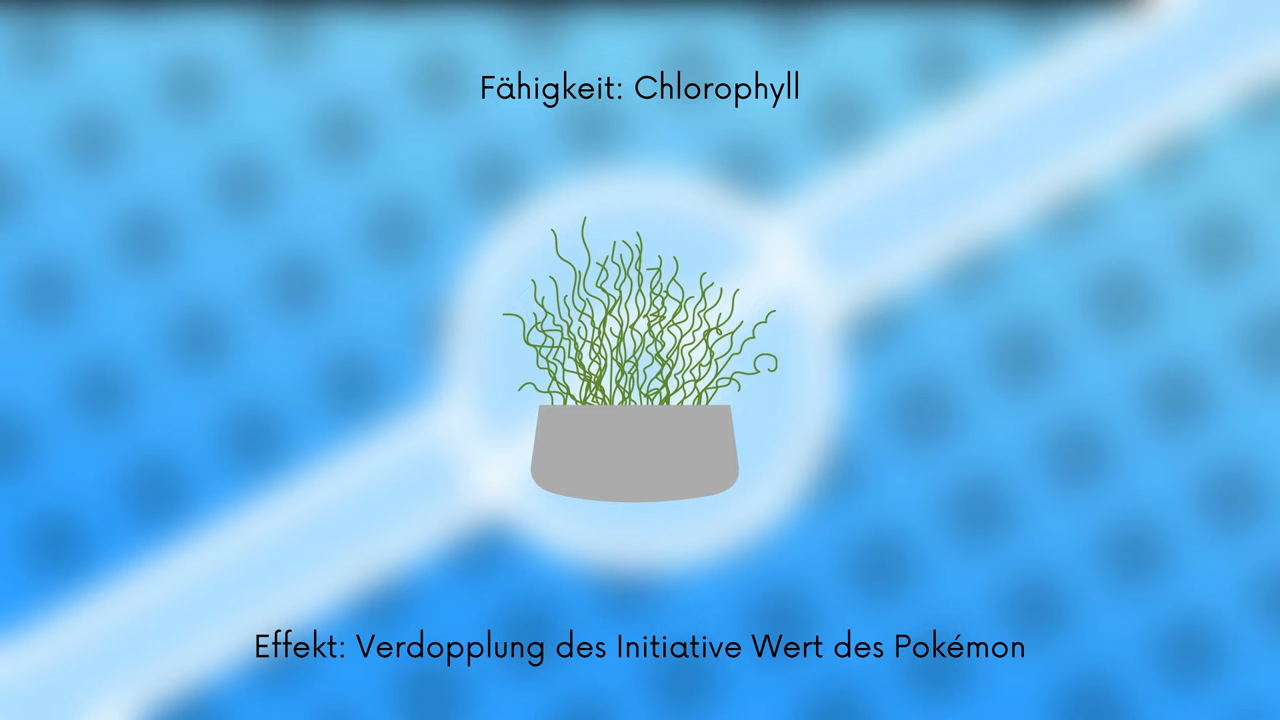 Fähigkeit: Chlorophyll
Effekt: Verdopplung des Initiative Wert des Pokémon